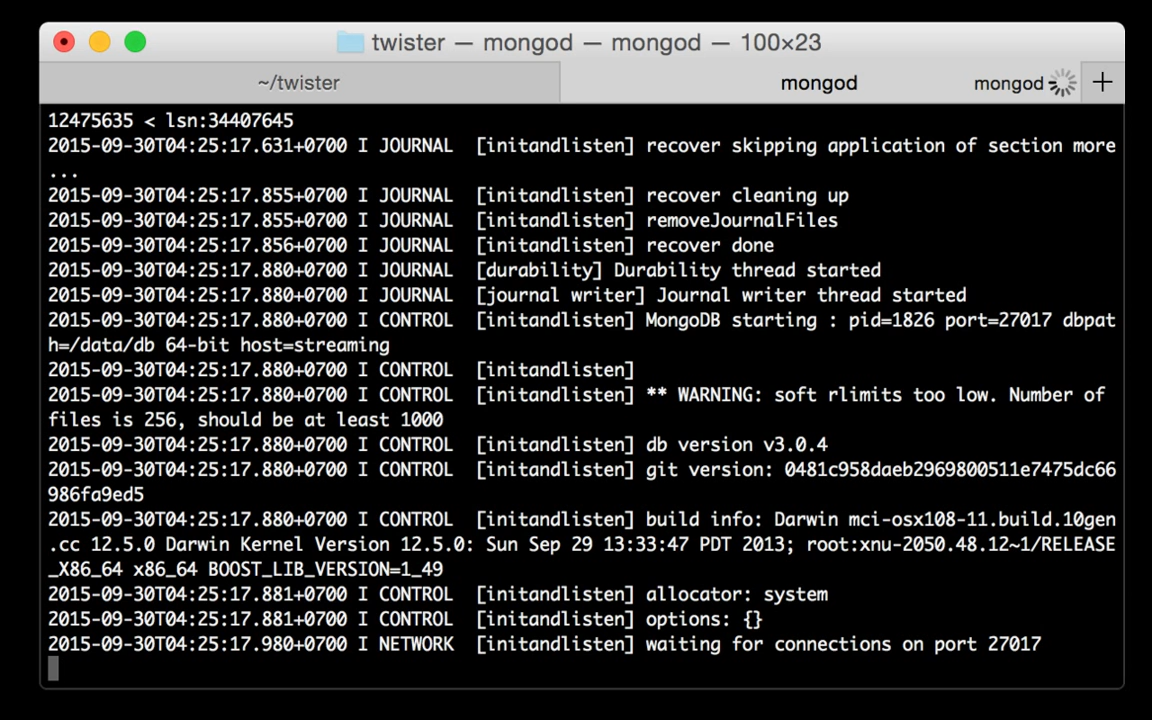 twister — mongod — mongod — 100×23
~/twister
mongod
mongod
+
12475635 < lsn:34407645
2015-09-30T04:25:17.631+0700 I JOURNAL  [initandlisten] recover skipping application of section more
...
2015-09-30T04:25:17.855+0700 I JOURNAL  [initandlisten] recover cleaning up
2015-09-30T04:25:17.855+0700 I JOURNAL  [initandlisten] removeJournalFiles
2015-09-30T04:25:17.856+0700 I JOURNAL  [initandlisten] recover done
2015-09-30T04:25:17.880+0700 I JOURNAL  [durability] Durability thread started
2015-09-30T04:25:17.880+0700 I JOURNAL  [journal writer] Journal writer thread started
2015-09-30T04:25:17.880+0700 I CONTROL  [initandlisten] MongoDB starting : pid=1826 port=27017 dbpat
h=/data/db 64-bit host=streaming
2015-09-30T04:25:17.880+0700 I CONTROL  [initandlisten]
2015-09-30T04:25:17.880+0700 I CONTROL  [initandlisten] ** WARNING: soft rlimits too low. Number of
files is 256, should be at least 1000
2015-09-30T04:25:17.880+0700 I CONTROL  [initandlisten] db version v3.0.4
2015-09-30T04:25:17.880+0700 I CONTROL  [initandlisten] git version: 0481c958daeb2969800511e7475dc66
986fa9ed5
2015-09-30T04:25:17.880+0700 I CONTROL  [initandlisten] build info: Darwin mci-osx108-11.build.10gen
.cc 12.5.0 Darwin Kernel Version 12.5.0: Sun Sep 29 13:33:47 PDT 2013; root:xnu-2050.48.12~1/RELEASE
_X86_64 x86_64 BOOST_LIB_VERSION=1_49
2015-09-30T04:25:17.881+0700 I CONTROL  [initandlisten] allocator: system
2015-09-30T04:25:17.881+0700 I CONTROL  [initandlisten] options: {}
2015-09-30T04:25:17.980+0700 I NETWORK  [initandlisten] waiting for connections on port 27017